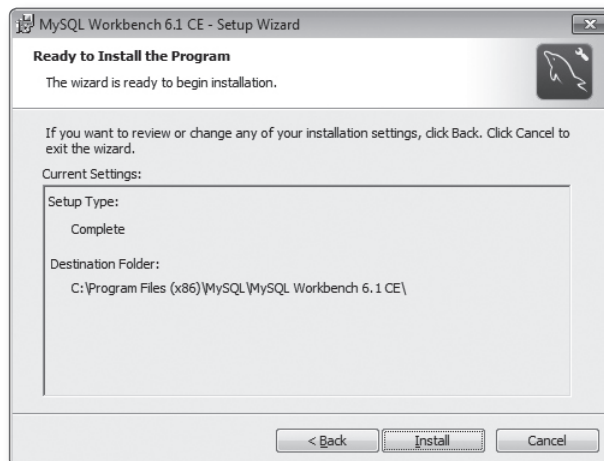 MySQL Workbench 6.1 CE - Setup Wizard
Ready to Install the Program
The wizard is ready to begin installation.
If you want to review or change any of your installation settings, click Back. Click Cancel to
exit the wizard.
Current Settings:
Setup Type:
Complete
Destination Folder:
C:\Program Files (x86)\MySQL\MySQL Workbench 6.1 CE\
< Back
Install
Cancel